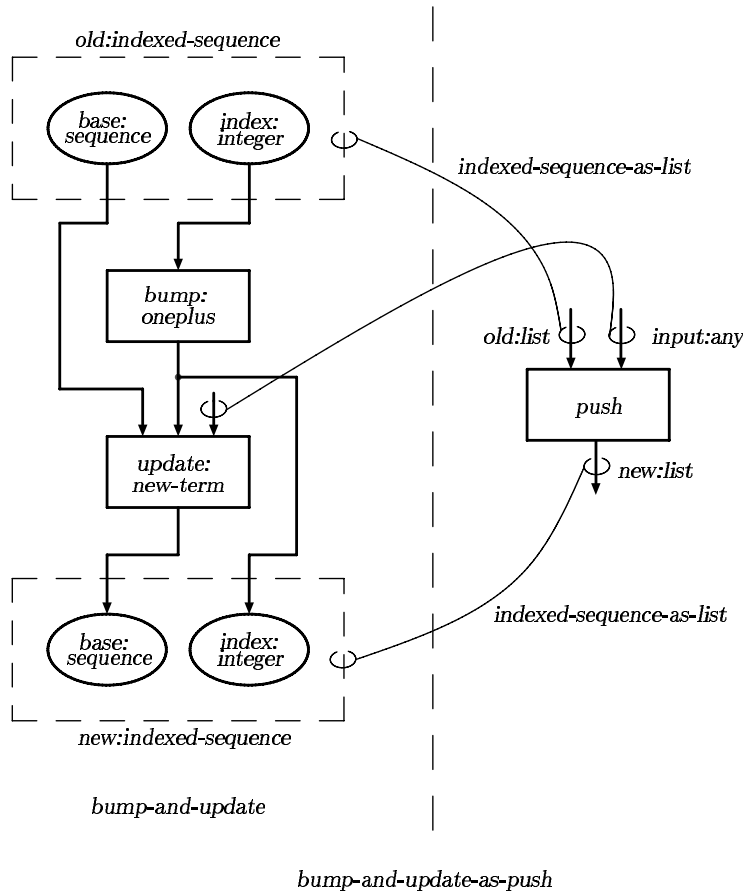 old:indexed-sequence
base:
sequence
index:
integer
indexed-sequence-as-list
bump:
oneplus
old:list
input:any
push
update:
new-term
new:list
base:
sequence
index:
integer
indexed-sequence-as-list
new:indexed-sequence
bump-and-update
bump-and-update-as-push